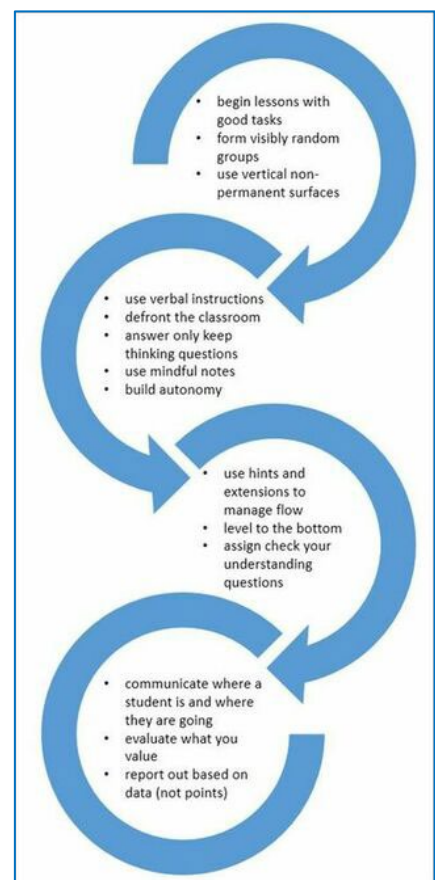 • begin lessons with
good tasks
• form visibly random
groups
• use vertical non-
permanent surfaces
• use verbal instructions
• defront the classroom
• answer only keep
thinking questions
• use mindful notes
• build autonomy
• use hints and
extensions to
manage flow
• level to the bottom
• assign check your
understanding
questions
• communicate where a
student is and where
they are going
• evaluate what you
value
• report out based on
data (not points)